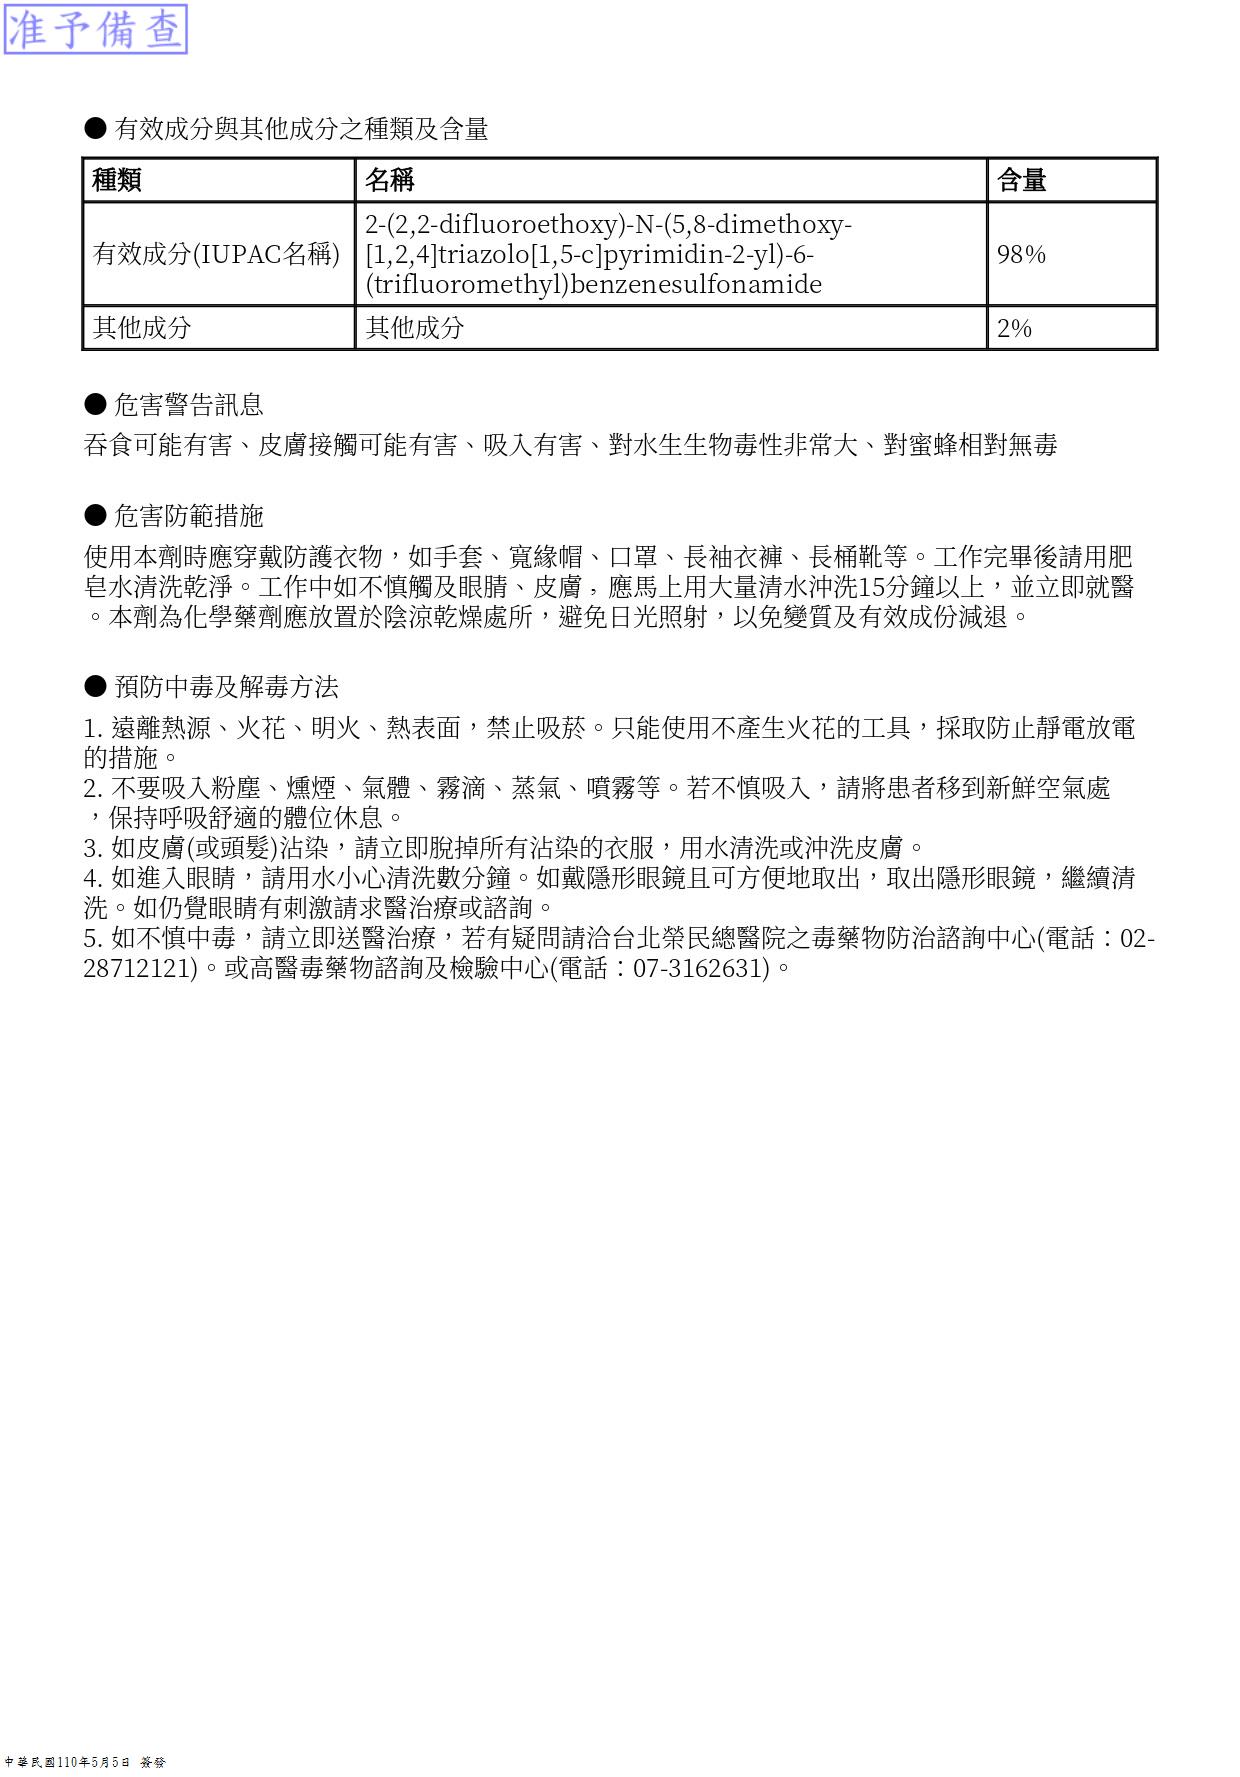 准予備查
● 有效成分與其他成分之種類及含量
種類 名稱 含量
有效成分(IUPAC名稱) 2-(2,2-difluoroethoxy)-N-(5,8-dimethoxy-
[1,2,4]triazolo[1,5-c]pyrimidin-2-yl)-6-
(trifluoromethyl)benzenesulfonamide 98%
其他成分 其他成分 2%
● 危害警告訊息
吞食可能有害、皮膚接觸可能有害、吸入有害、對水生生物毒性非常大、對蜜蜂相對無毒
● 危害防範措施
使用本劑時應穿戴防護衣物，如手套、寬緣帽、口罩、長袖衣褲、長桶靴等。工作完畢後請用肥
皂水清洗乾淨。工作中如不慎觸及眼睛、皮膚﹐應馬上用大量清水沖洗15分鐘以上，並立即就醫
。本劑為化學藥劑應放置於陰涼乾燥處所，避免日光照射，以免變質及有效成份減退。
● 預防中毒及解毒方法
1. 遠離熱源、火花、明火、熱表面，禁止吸菸。只能使用不產生火花的工具，採取防止靜電放電
的措施。
2. 不要吸入粉塵、燻煙、氣體、霧滴、蒸氣、噴霧等。若不慎吸入，請將患者移到新鮮空氣處
，保持呼吸舒適的體位休息。
3. 如皮膚(或頭髮)沾染，請立即脫掉所有沾染的衣服，用水清洗或沖洗皮膚。
4. 如進入眼睛，請用水小心清洗數分鐘。如戴隱形眼鏡且可方便地取出，取出隱形眼鏡，繼續清
洗。如仍覺眼睛有刺激請求醫治療或諮詢。
5. 如不慎中毒，請立即送醫治療，若有疑問請洽台北榮民總醫院之毒藥物防治諮詢中心(電話：02-
28712121)。或高醫毒藥物諮詢及檢驗中心(電話：07-3162631)。
中華民國110年5月5日 簽發